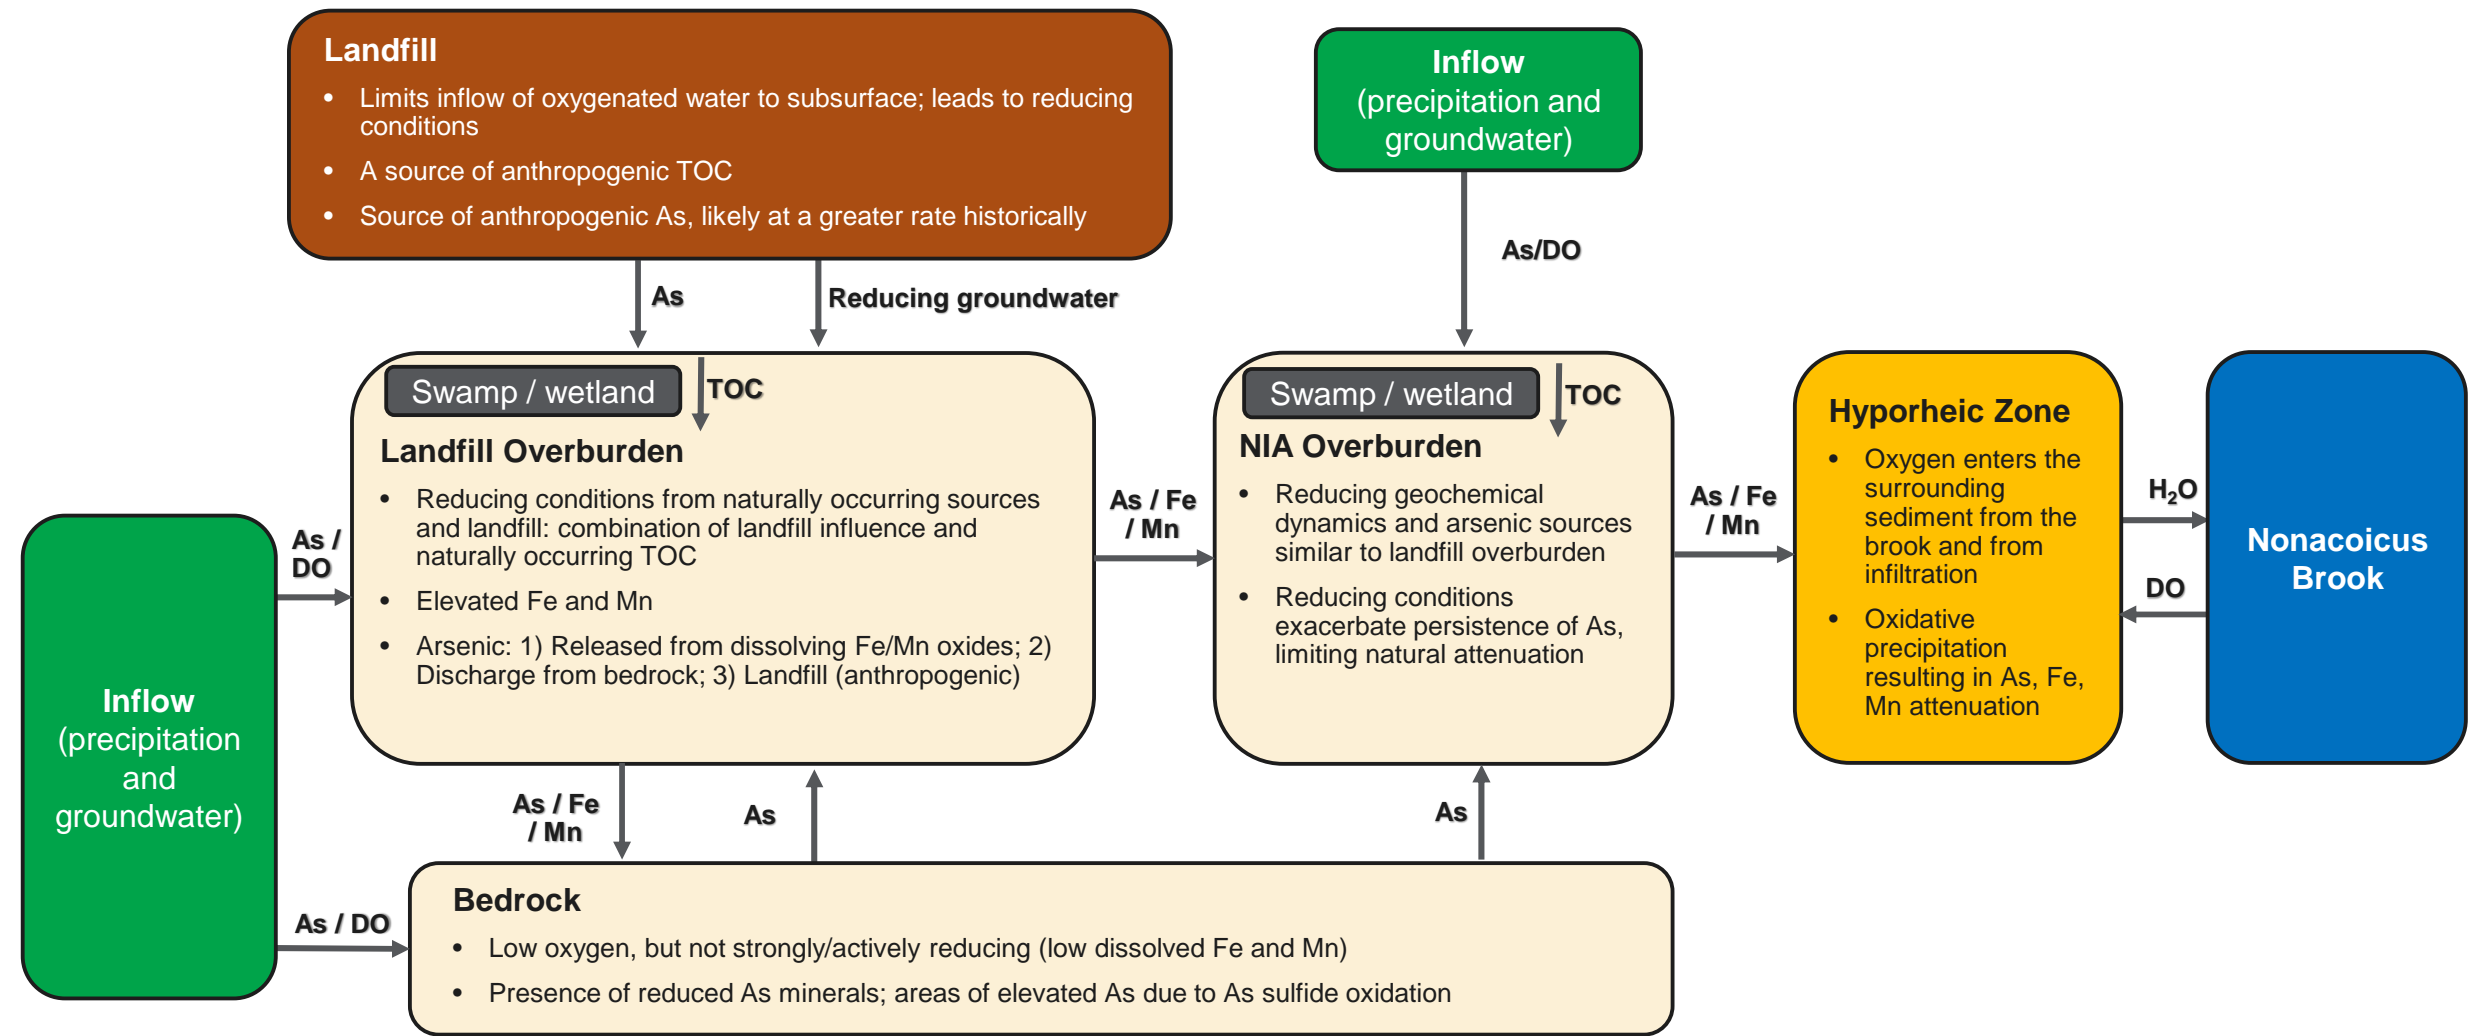 Landfill
• Limits inflow of oxygenated water to subsurface; leads to reducing
conditions
• A source of anthropogenic TOC
• Source of anthropogenic As, likely at a greater rate historically
Inflow
(precipitation and
groundwater)
As
Reducing groundwater
As/DO
Swamp / wetland
TOC
Landfill Overburden
• Reducing conditions from naturally occurring sources
and landfill: combination of landfill influence and
naturally occurring TOC
• Elevated Fe and Mn
• Arsenic: 1) Released from dissolving Fe/Mn oxides; 2)
Discharge from bedrock; 3) Landfill (anthropogenic)
As / Fe
/ Mn
Swamp / wetland
TOC
NIA Overburden
• Reducing geochemical
dynamics and arsenic sources
similar to landfill overburden
• Reducing conditions
exacerbate persistence of As,
limiting natural attenuation
As / Fe
/ Mn
Hyporheic Zone
• Oxygen enters the
surrounding
sediment from the
brook and from
infiltration
• Oxidative
precipitation
resulting in As, Fe,
Mn attenuation
H₂O
DO
Nonacoicus
Brook
Inflow
(precipitation
and
groundwater)
As /
DO
As / DO
As / Fe
/ Mn
As
As
Bedrock
• Low oxygen, but not strongly/actively reducing (low dissolved Fe and Mn)
• Presence of reduced As minerals; areas of elevated As due to As sulfide oxidation